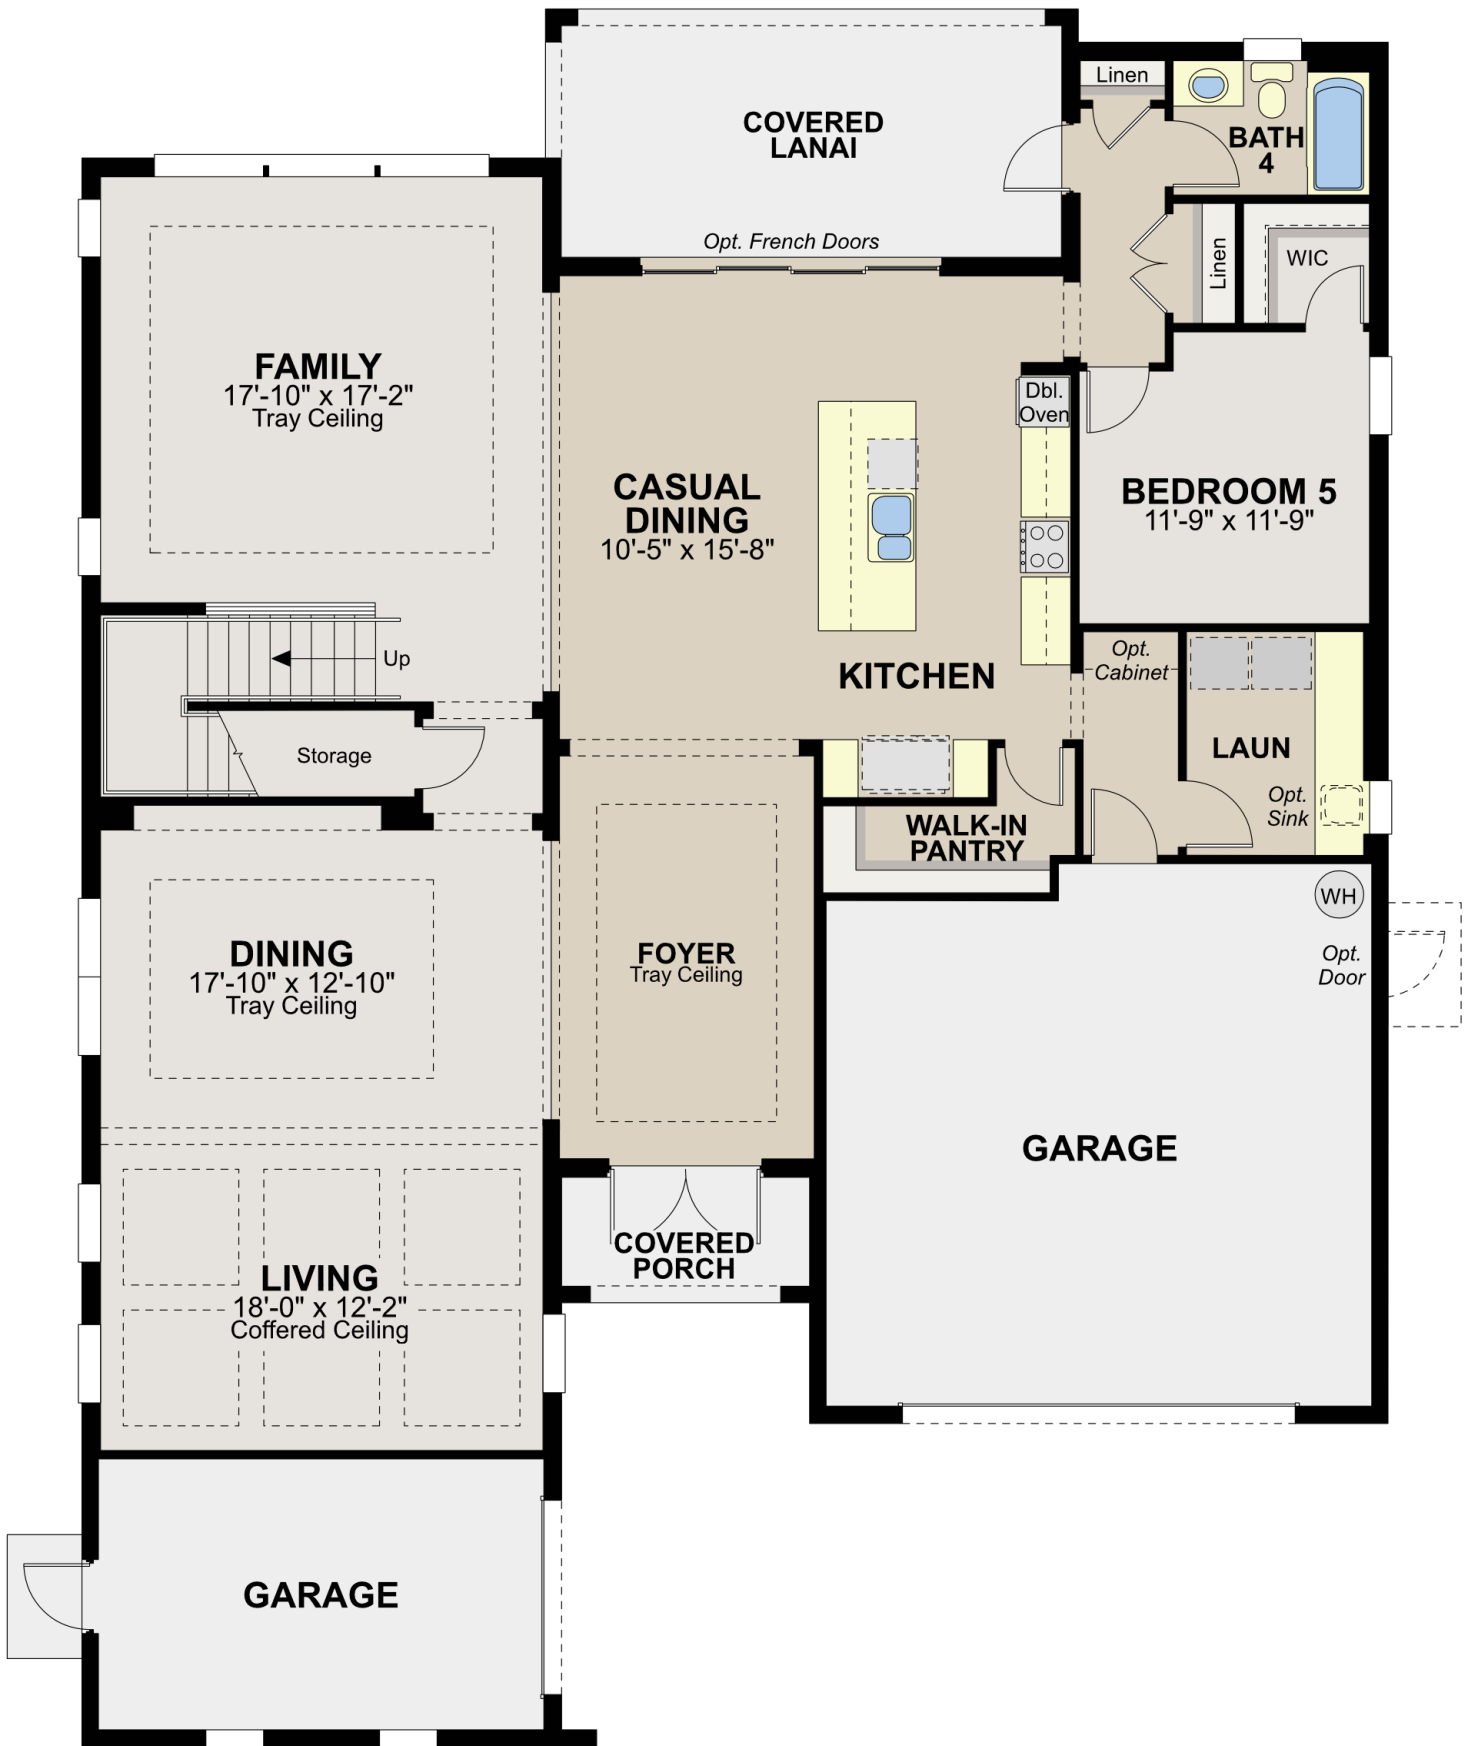 Linen
COVERED
LANAI
BATH
4
Opt. French Doors
Linen
WIC
FAMILY
17'-10" x 17'-2"
Tray Ceiling
Dbl.
Oven
CASUAL
DINING
10'-5" x 15'-8"
BEDROOM 5
11'-9" x 11'-9"
Up
KITCHEN
Opt.
Cabinet
Storage
LAUN
Opt.
Sink
WALK-IN
PANTRY
WH
DINING
17'-10" x 12'-10"
Tray Ceiling
FOYER
Tray Ceiling
Opt.
Door
GARAGE
COVERED
PORCH
LIVING
18'-0" x 12'-2"
Coffered Ceiling
GARAGE